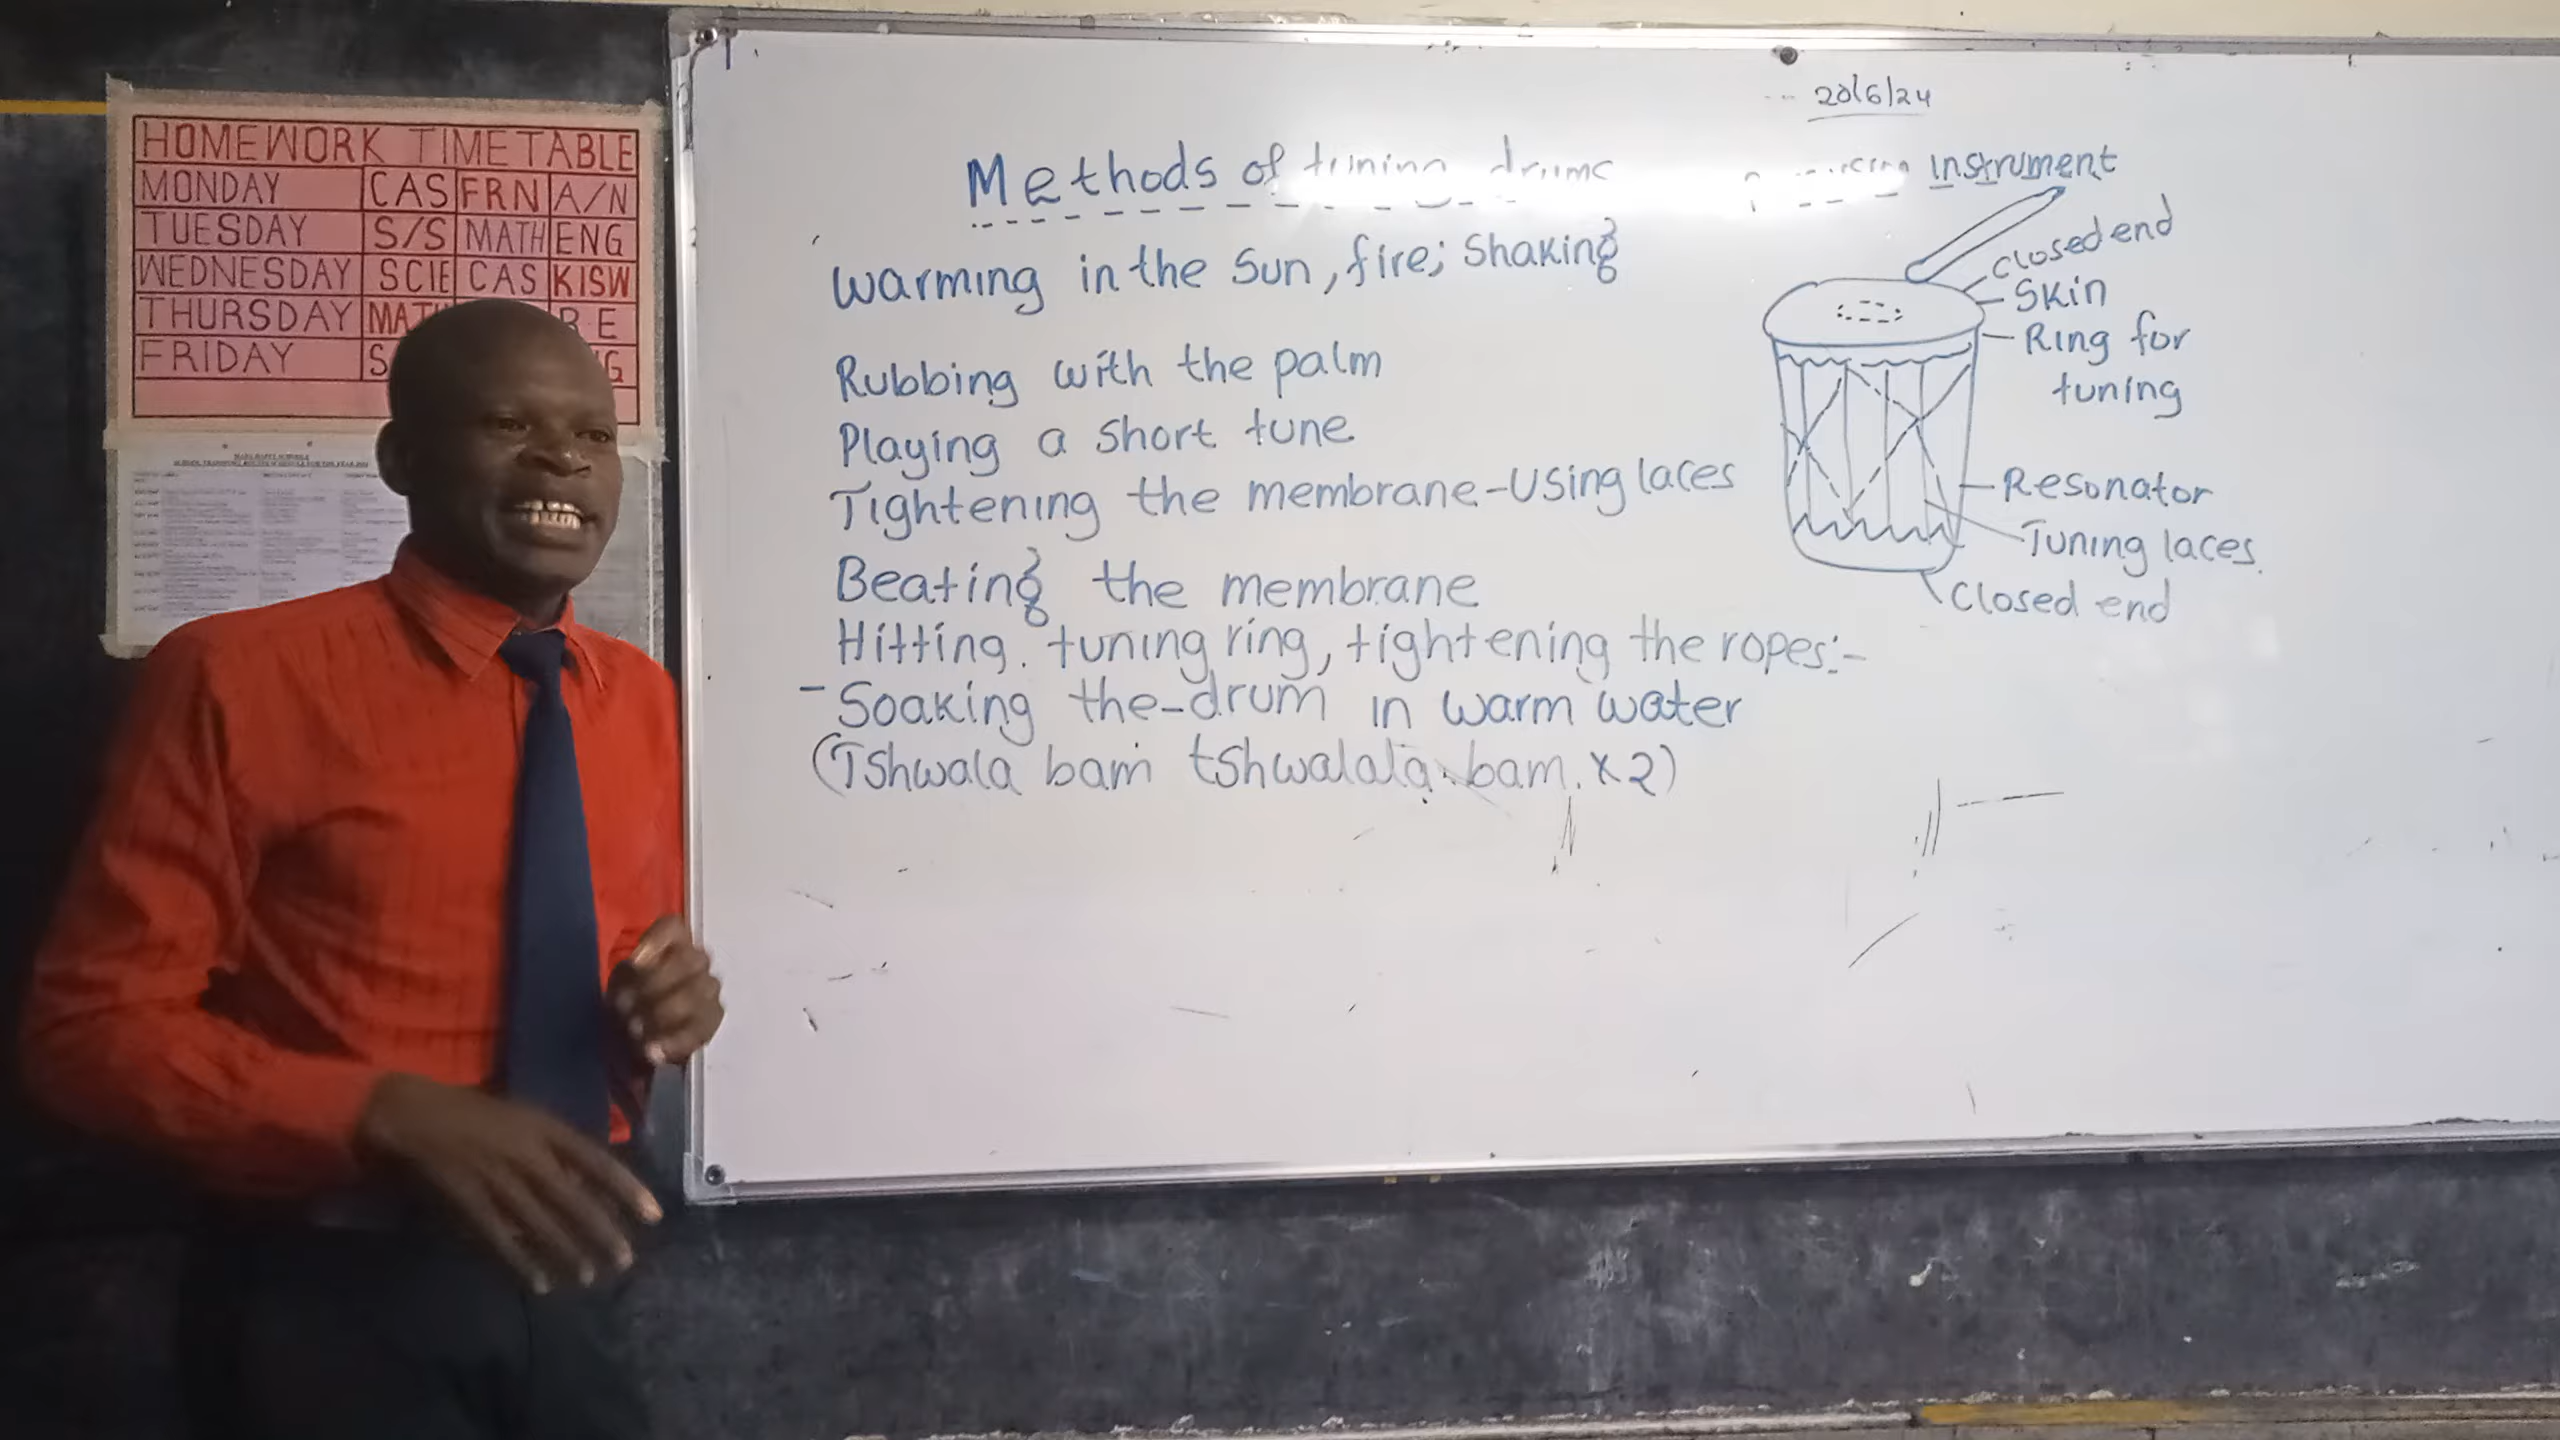 HOMEWORK TIMETABLE
MONDAY CAS FRN A/N
TUESDAY S/S MATH ENG
WEDNESDAY SCIE CAS KISW
THURSDAY
FRIDAY
20/6/24
Methods of tuning drums
warming in the Sun, fire; Shaking
Rubbing with the palm
Playing a short tune
Tightening the membrane-Using laces
Beating the membrane
Hitting. tuning ring, tightening the ropes:-
- Soaking the-drum in warm water
(Tshwala bam tshwalala bam. x2)
instrument
closed end
Skin
Ring for
tuning
Resonator
Tuning laces.
Closed end